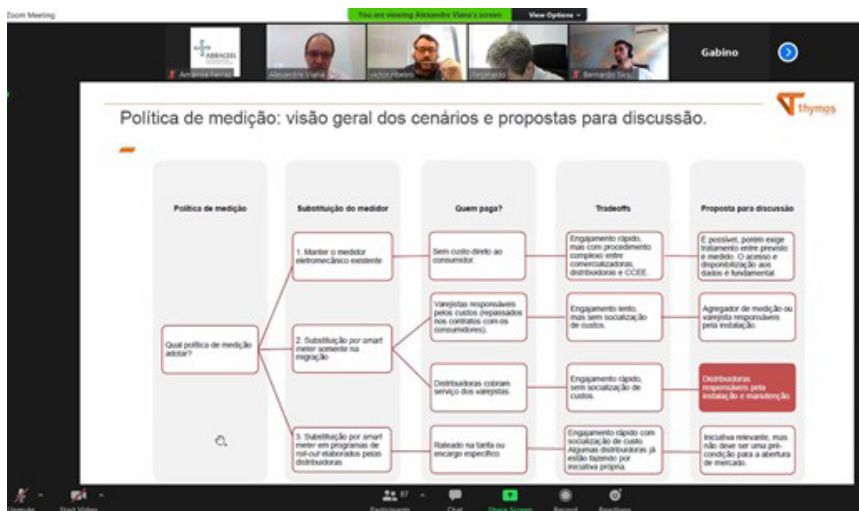 Zoom Meeting
You are viewing Alexandre Viana's screen
View Options
ABRACEEL
Amanda Ferraz
Alexandre Viana
victor ribeiro
Reginaldo
Bernardo Sica
Gabino
thymos
Política de medição: visão geral dos cenários e propostas para discussão.
Política de medição
Substituição do medidor
Quem paga?
Tradeoffs
Proposta para discussão
Qual política de medição
adotar?
1. Manter o medidor
eletromecânico existente
Sem custo direto ao
consumidor.
Engajamento rápido,
mas com procedimento
complexo entre
comercializadoras,
distribuidoras e CCEE.
É possível, porém exige
tratamento entre previsto
e medido. O acesso e
disponibilização aos
dados é fundamental.
2. Substituição por smart
meter somente na
migração
Varejistas responsáveis
pelos custos (repassados
nos contratos com os
consumidores).
Engajamento lento,
mas sem socialização
de custos.
Agregador de medição ou
varejista responsáveis
pela instalação.
Distribuidoras cobram
serviço dos varejistas.
Engajamento rápido,
sem socialização de
custos.
Distribuidoras
responsáveis pela
instalação e manutenção.
3. Substituição por smart
meter em programas de
roll-out elaborados pelas
distribuidoras
Rateado na tarifa ou
encargo específico.
Engajamento rápido com
socialização de custo.
Algumas distribuidoras já
estão fazendo por
iniciativa própria.
Iniciativa relevante, mas
não deve ser uma pré-
condição para a abertura
de mercado.
Unmute
Start Video
87
Participants
Chat
Share Screen
Record
Reactions